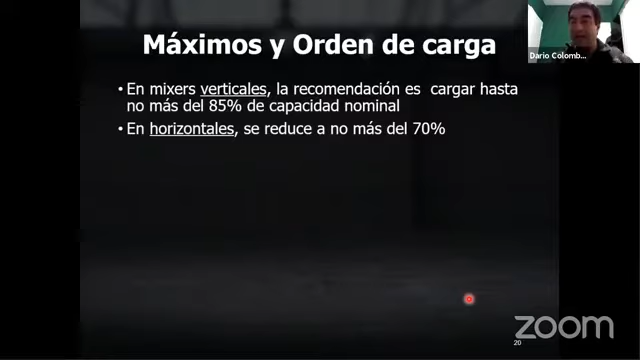 Máximos y Orden de carga
• En mixers verticales, la recomendación es cargar hasta
no más del 85% de capacidad nominal
• En horizontales, se reduce a no más del 70%
Dario Colomb...
zoom
20